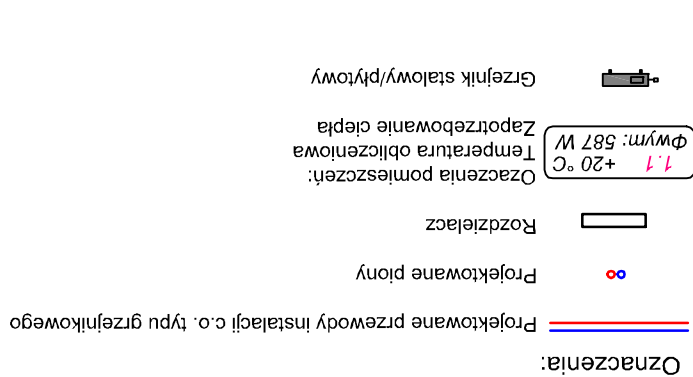 Oznaczenia:
Projektowane przewody instalacji c.o. typu grzejnikowego
Projektowane piony
Rozdzielacz
1.1 +20 °C
Φwym: 587 W
Ozaczenia pomieszczeń:
Temperatura obliczeniowa
Zapotrzebowanie ciepła
Grzejnik stalowy/płytowy